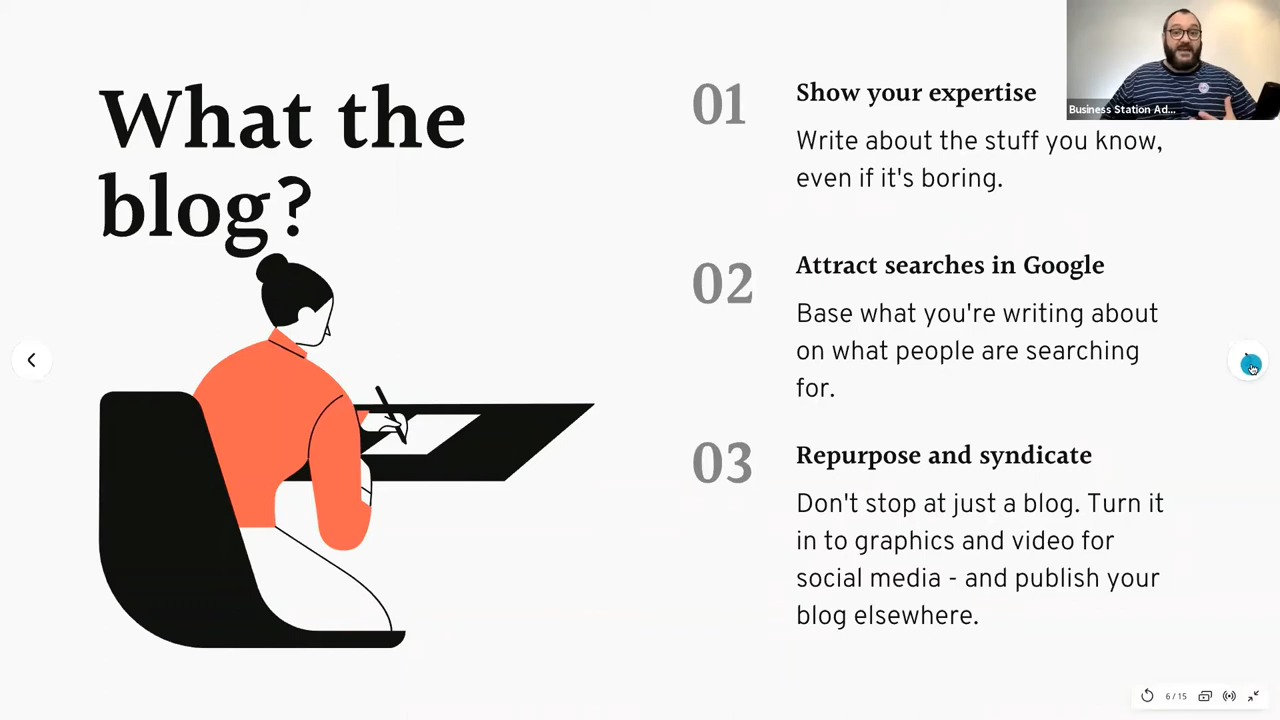 What the
blog?
01
Show your expertise
Write about the stuff you know,
even if it's boring.
02
Attract searches in Google
Base what you're writing about
on what people are searching
for.
03
Repurpose and syndicate
Don't stop at just a blog. Turn it
in to graphics and video for
social media - and publish your
blog elsewhere.
Business Station Ad...
6 / 15